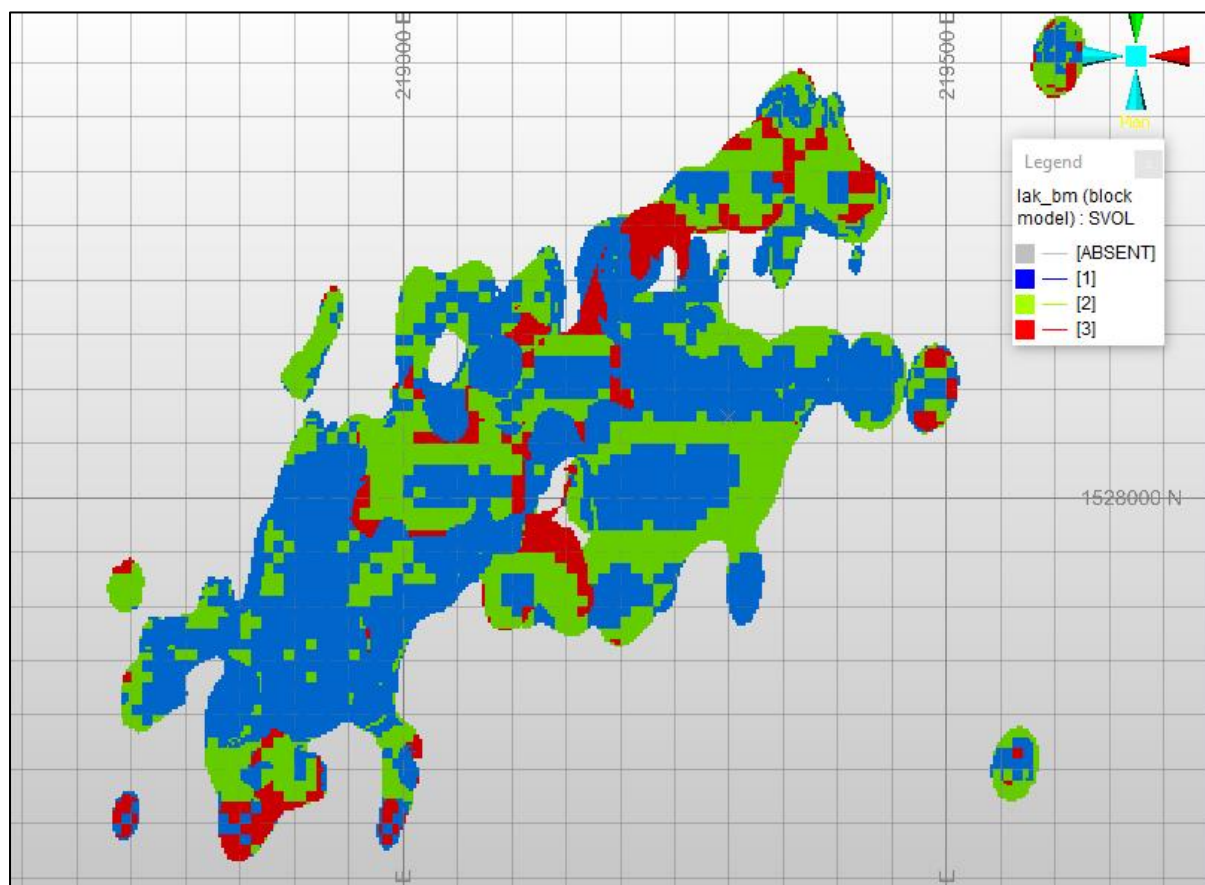 219000 E
219500 E
Plan
Legend
lak_bm (block
model) : SVOL
[ABSENT]
[1]
[2]
[3]
1528000 N